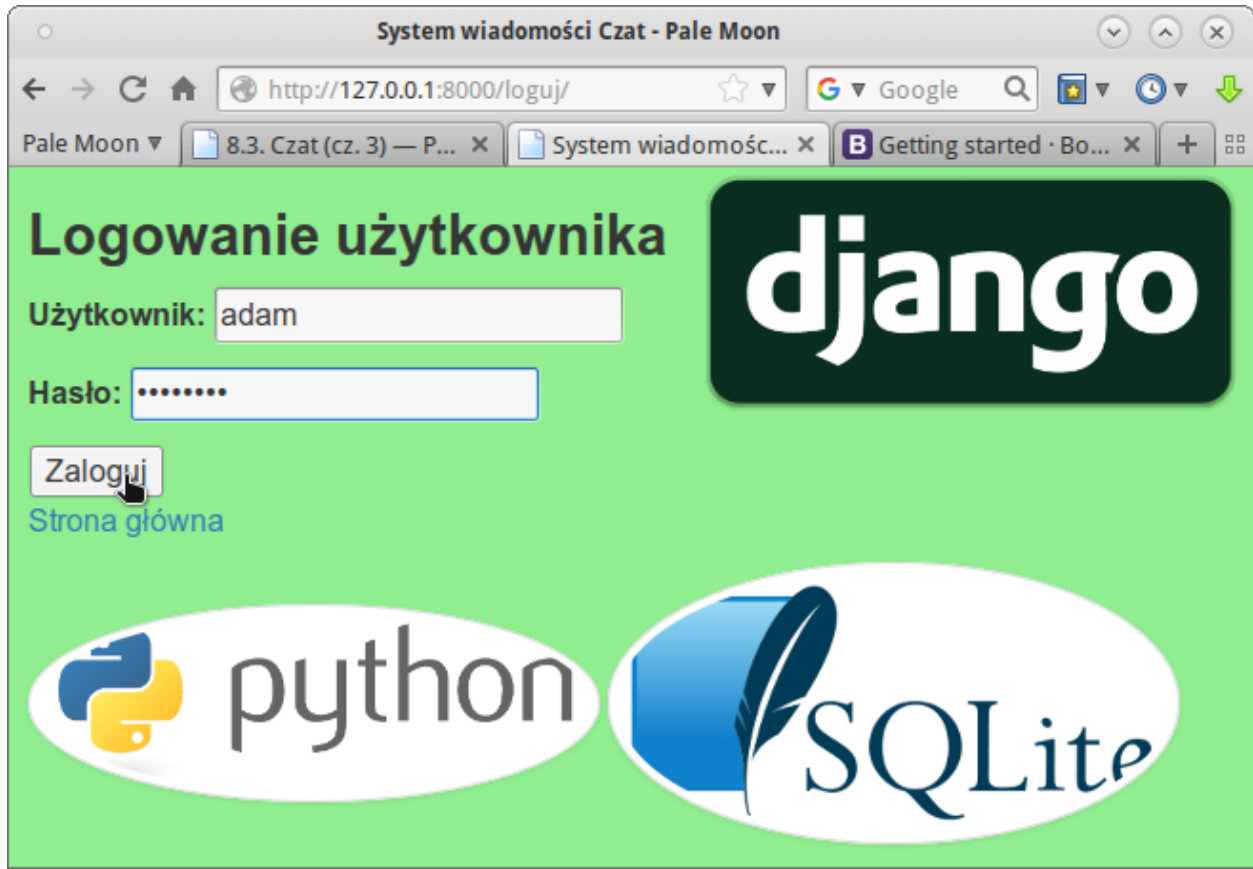 System wiadomości Czat - Pale Moon
http://127.0.0.1:8000/loguj/
Google
Pale Moon
8.3. Czat (cz. 3) — P...
System wiadomośc...
B Getting started · Bo...
Logowanie użytkownika
django
Użytkownik: adam
Hasło: ••••••••
Zaloguj
Strona główna
python
SQLite